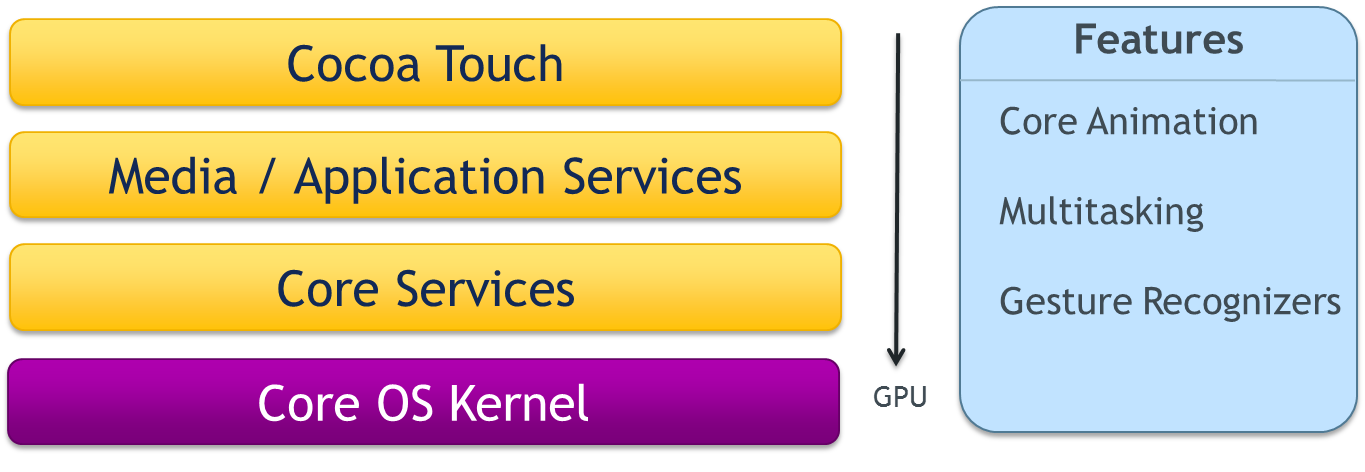 Cocoa Touch
Media / Application Services
Core Services
Core OS Kernel
GPU
Features
Core Animation
Multitasking
Gesture Recognizers